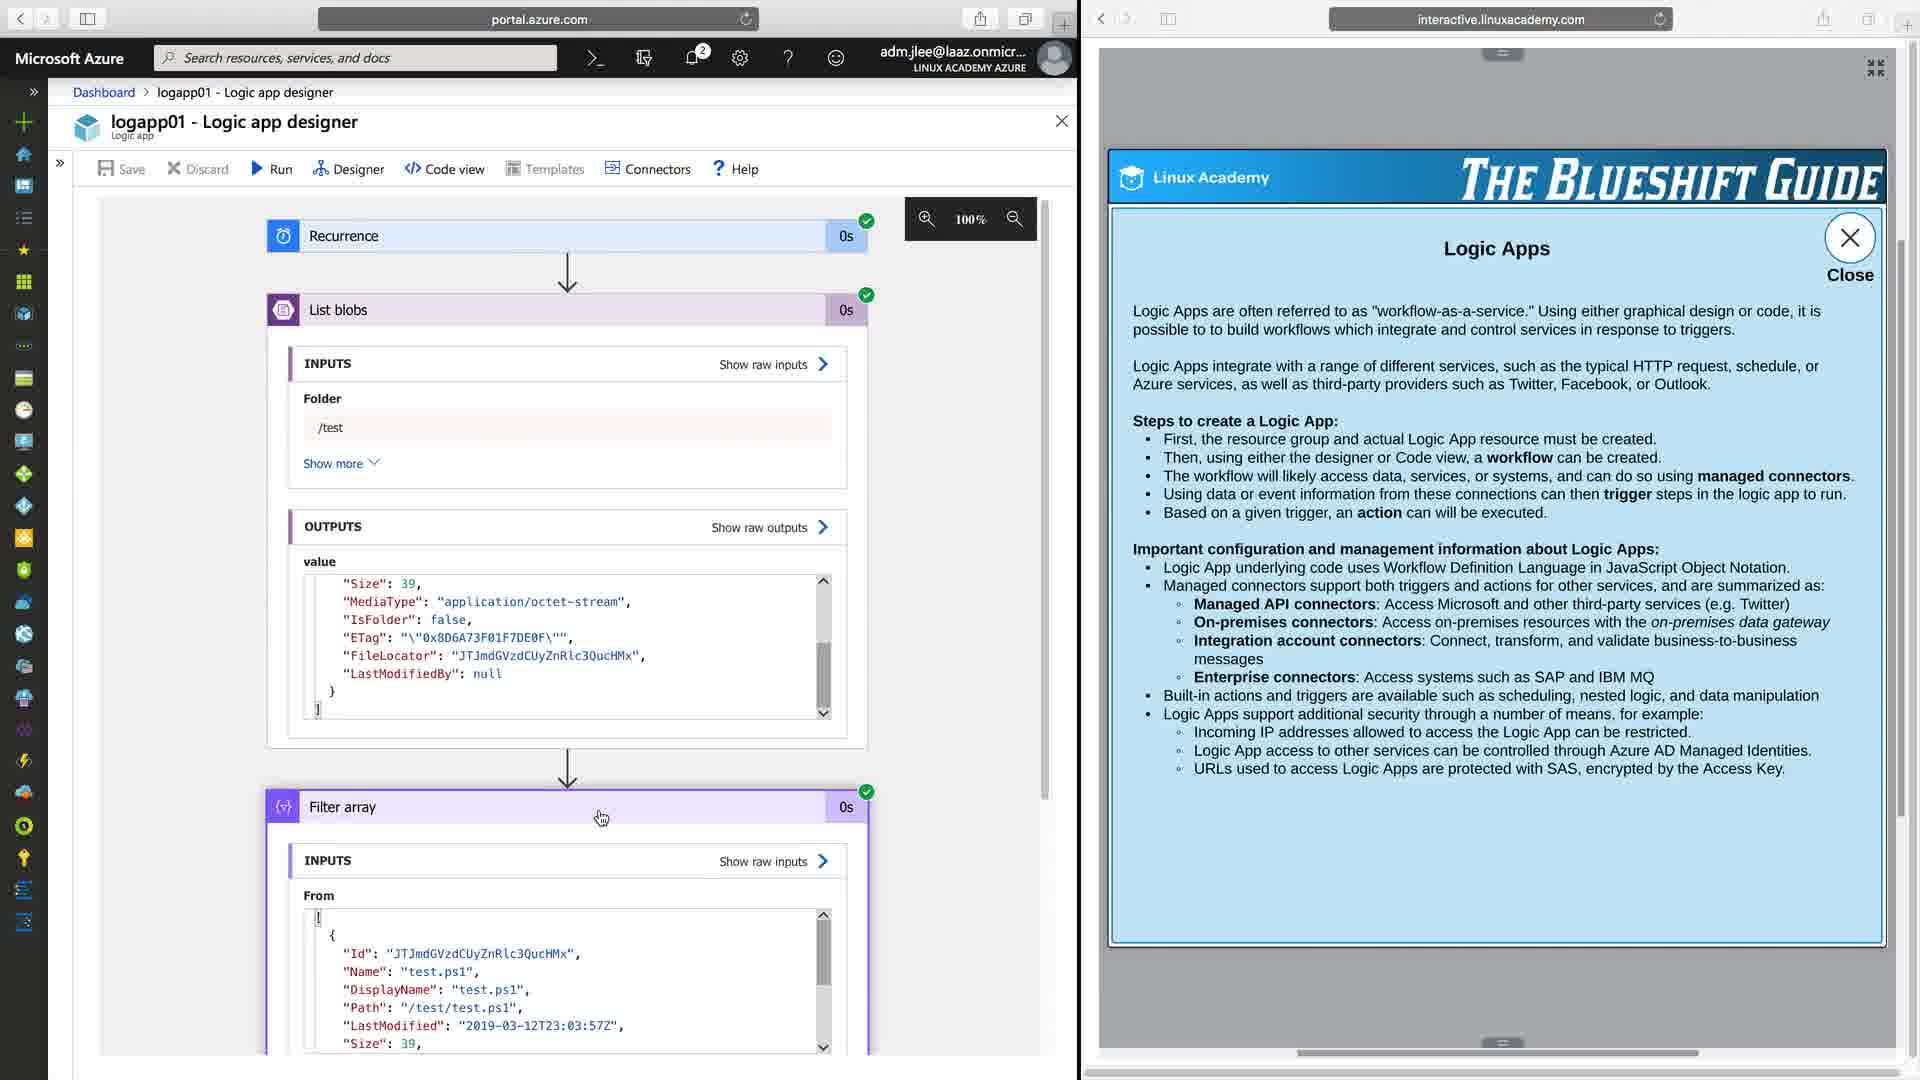 portal.azure.com
Microsoft Azure
Search resources, services, and docs
2
adm.jlee@laaz.onmicr...
LINUX ACADEMY AZURE
Dashboard > logapp01 - Logic app designer
logapp01 - Logic app designer
Logic app
Save
Discard
Run
Designer
Code view
Templates
Connectors
Help
100%
Recurrence
0s
List blobs
0s
INPUTS
Show raw inputs
Folder
/test
Show more
OUTPUTS
Show raw outputs
value
"Size": 39,
"MediaType": "application/octet-stream",
"IsFolder": false,
"ETag": "\"0x8D6A73F01F7DE0F\"",
"FileLocator": "JTJmdGVzdCUyZnRlc3QucHMx",
"LastModifiedBy": null
}
]
Filter array
0s
INPUTS
Show raw inputs
From
[
{
"Id": "JTJmdGVzdCUyZnRlc3QucHMx",
"Name": "test.ps1",
"DisplayName": "test.ps1",
"Path": "/test/test.ps1",
"LastModified": "2019-03-12T23:03:57Z",
"Size": 39,
interactive.linuxacademy.com
Linux Academy
THE BLUESHIFT GUIDE
Logic Apps
Close
Logic Apps are often referred to as "workflow-as-a-service." Using either graphical design or code, it is
possible to to build workflows which integrate and control services in response to triggers.
Logic Apps integrate with a range of different services, such as the typical HTTP request, schedule, or
Azure services, as well as third-party providers such as Twitter, Facebook, or Outlook.
Steps to create a Logic App:
• First, the resource group and actual Logic App resource must be created.
• Then, using either the designer or Code view, a workflow can be created.
• The workflow will likely access data, services, or systems, and can do so using managed connectors.
• Using data or event information from these connections can then trigger steps in the logic app to run.
• Based on a given trigger, an action can will be executed.
Important configuration and management information about Logic Apps:
• Logic App underlying code uses Workflow Definition Language in JavaScript Object Notation.
• Managed connectors support both triggers and actions for other services, and are summarized as:
◦ Managed API connectors: Access Microsoft and other third-party services (e.g. Twitter)
◦ On-premises connectors: Access on-premises resources with the on-premises data gateway
◦ Integration account connectors: Connect, transform, and validate business-to-business
messages
◦ Enterprise connectors: Access systems such as SAP and IBM MQ
• Built-in actions and triggers are available such as scheduling, nested logic, and data manipulation
• Logic Apps support additional security through a number of means, for example:
◦ Incoming IP addresses allowed to access the Logic App can be restricted.
◦ Logic App access to other services can be controlled through Azure AD Managed Identities.
◦ URLs used to access Logic Apps are protected with SAS, encrypted by the Access Key.